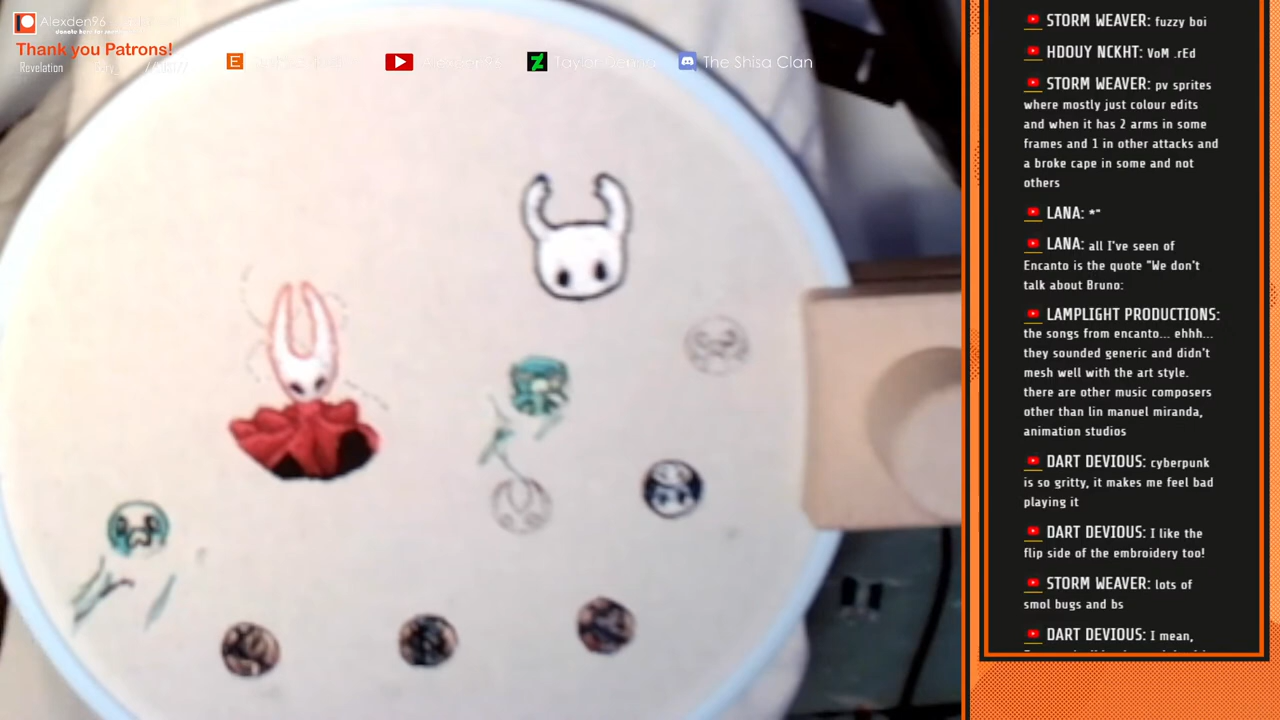 Alexden96
Thank you Patrons!
Revelation
The Shisa Clan
STORM WEAVER: fuzzy boi
HDOUY NCKHT: VoM .rEd
STORM WEAVER: pv sprites
where mostly just colour edits
and when it has 2 arms in some
frames and 1 in other attacks and
a broke cape in some and not
others
LANA: *"
LANA: all I've seen of
Encanto is the quote "We don't
talk about Bruno:
LAMPLIGHT PRODUCTIONS:
the songs from encanto... ehhh...
they sounded generic and didn't
mesh well with the art style.
there are other music composers
other than lin manuel miranda,
animation studios
DART DEVIOUS: cyberpunk
is so gritty, it makes me feel bad
playing it
DART DEVIOUS: I like the
flip side of the embroidery too!
STORM WEAVER: lots of
smol bugs and bs
DART DEVIOUS: I mean,